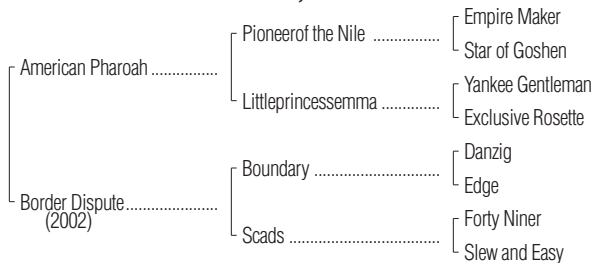 Empire Maker
Pioneerof the Nile ................
Star of Goshen
American Pharoah ................
Yankee Gentleman
Littleprincessemma ..............
Exclusive Rosette
Danzig
Boundary ..............................
Edge
Border Dispute......................
(2002)
Forty Niner
Scads ....................................
Slew and Easy